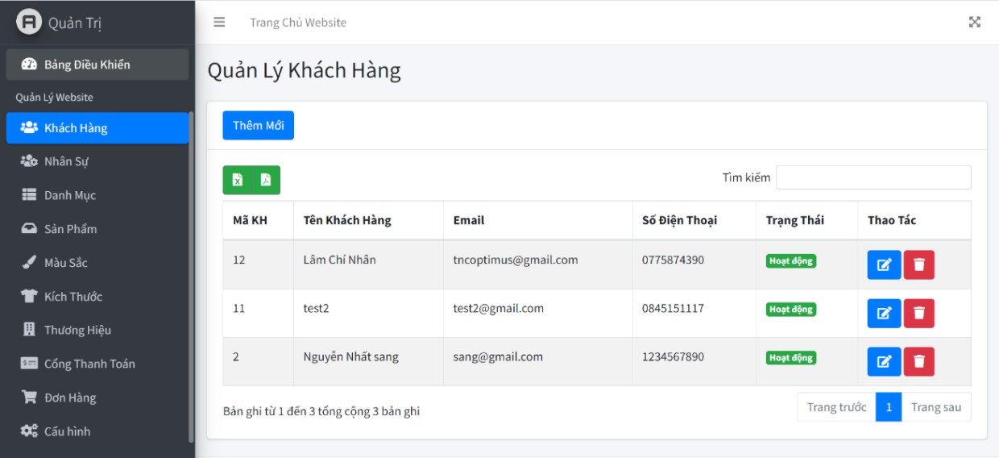 Quản Trị
Trang Chủ Website
Bảng Điều Khiển
Quản Lý Website
Khách Hàng
Nhân Sự
Danh Mục
Sản Phẩm
Màu Sắc
Kích Thước
Thương Hiệu
Cổng Thanh Toán
Đơn Hàng
Cấu hình
Quản Lý Khách Hàng
Thêm Mới
Tìm kiếm
Mã KH Tên Khách Hàng Email Số Điện Thoại Trạng Thái Thao Tác
12 Lâm Chí Nhân tncoptimus@gmail.com 0775874390 Hoạt động
11 test2 test2@gmail.com 0845151117 Hoạt động
2 Nguyễn Nhất sang sang@gmail.com 1234567890 Hoạt động
Bản ghi từ 1 đến 3 tổng cộng 3 bản ghi
Trang trước 1 Trang sau